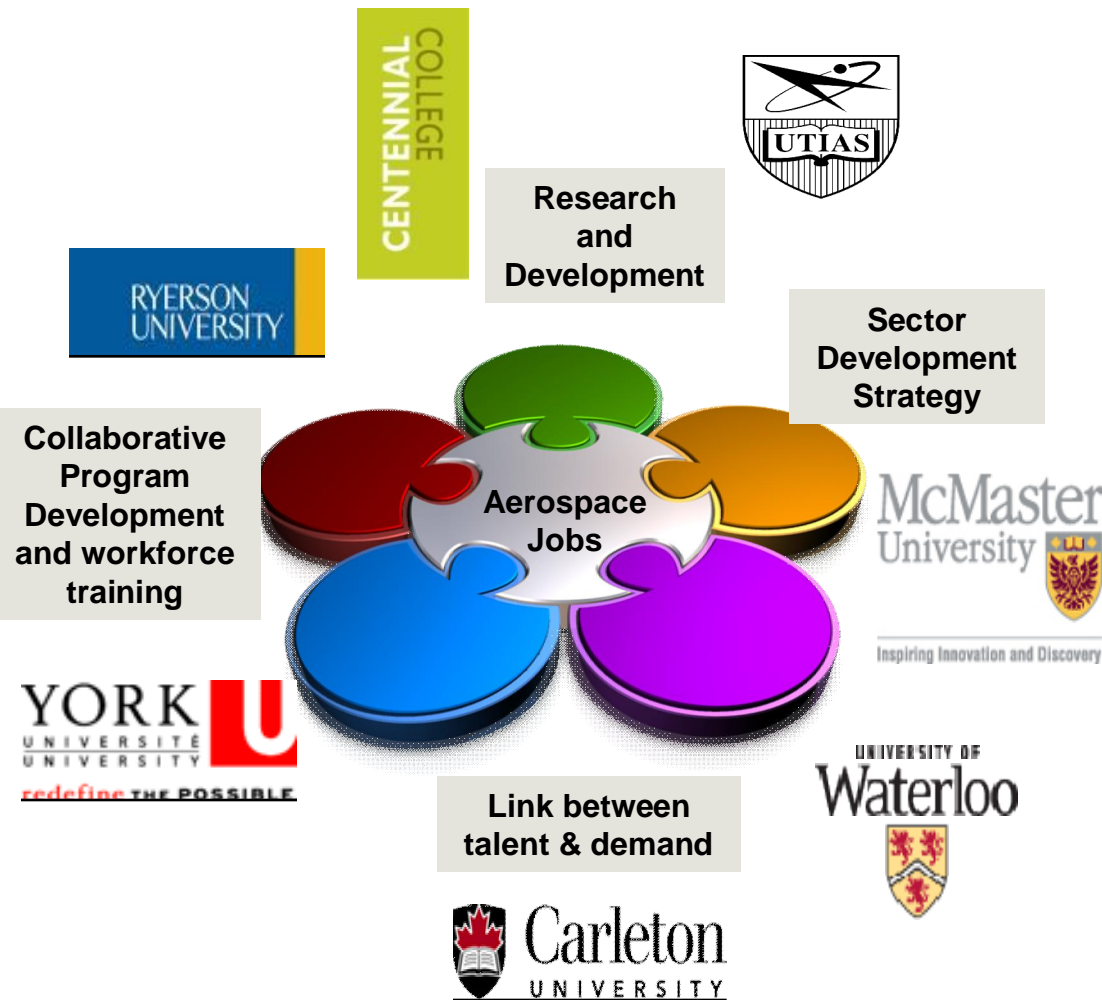 CENTENNIAL
COLLEGE
UTIAS
Research
and
Development
RYERSON
UNIVERSITY
Sector
Development
Strategy
Collaborative
Program
Development
and workforce
training
Aerospace
Jobs
McMaster
University
Inspiring Innovation and Discovery
YORK U
UNIVERSITÉ
UNIVERSITY
redefine THE POSSIBLE
Link between
talent & demand
UNIVERSITY OF
Waterloo
Carleton
UNIVERSITY